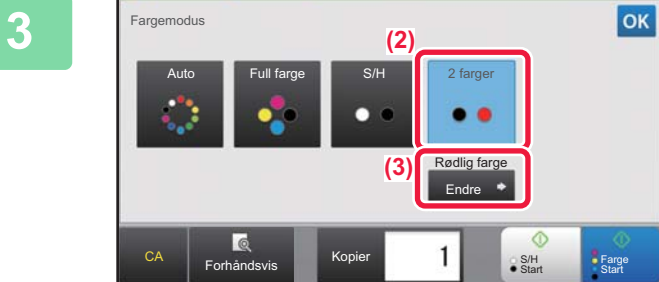 3
Fargemodus
OK
(2)
Auto
Full farge
S/H
2 farger
(3)
Rødlig farge
Endre
CA
Forhåndsvis
Kopier
1
S/H
Start
Farge
Start